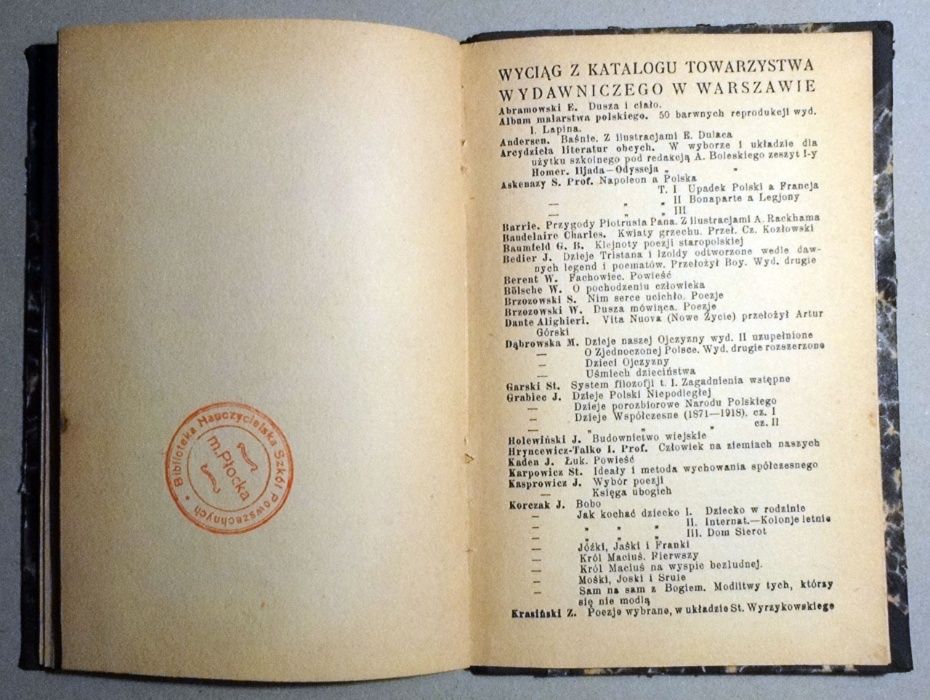 Biblioteka Nauczycielska Szkół Powszechnych
m. Płocka
WYCIĄG Z KATALOGU TOWARZYSTWA
WYDAWNICZEGO W WARSZAWIE
Abramowski E. Dusza i ciało.
Album malarstwa polskiego. 50 barwnych reprodukcji wyd.
I. Lapina.
Andersen. Baśnie. Z ilustracjami E. Dulaca
Arcydzieła literatur obcych. W wyborze i układzie dla
użytku szkolnego pod redakcją A. Boleskiego zeszyt I-y
Homer. Iljada—Odysseja „ „
Askenazy S. Prof. Napoleon a Polska
T. I Upadek Polski a Francja
— „ „ II Bonaparte a Legjony
— „ „ III
Barrie. Przygody Piotrusia Pana. Z ilustracjami A. Rackhama
Baudelaire Charles. Kwiaty grzechu. Przeł. Cz. Kozłowski
Baumfeld G. B. Klejnoty poezji staropolskiej
Bedier J. Dzieje Tristana i Izoldy odtworzone wedle daw-
nych legend i poematów. Przełożył Boy. Wyd. drugie
Berent W. Fachowiec. Powieść
Bölsche W. O pochodzeniu człowieka
Brzozowski S. Nim serce ucichło. Poezje
Brzozowski W. Dusza mówiąca. Poezje
Dante Alighieri. Vita Nuova (Nowe Życie) przełożył Artur
Górski
Dąbrowska M. Dzieje naszej Ojczyzny wyd. II uzupełnione
— O Zjednoczonej Polsce. Wyd. drugie rozszerzone
— Dzieci Ojczyzny
— Uśmiech dzieciństwa
Garski St. System filozofji t. I. Zagadnienia wstępne
Grabiec J. Dzieje Polski Niepodległej
— Dzieje porozbiorowe Narodu Polskiego
— Dzieje Współczesne (1871—1918). cz. I
— „ „ „ cz. II
Holewiński J. Budownictwo wiejskie
Hryncewicz-Talko I. Prof. Człowiek na ziemiach naszych
Kaden J. Łuk. Powieść
Karpowicz St. Ideały i metoda wychowania spółczesnego
Kasprowicz J. Wybór poezji
— Księga ubogich
Korczak J. Bobo
— Jak kochać dziecko I. Dziecko w rodzinie
— „ „ „ II. Internat.—Kolonje letnie
— „ „ „ III. Dom Sierot
— Jóźki, Jaśki i Franki
— Król Maciuś. Pierwszy
— Król Maciuś na wyspie bezludnej.
— Mośki, Joski i Srule
— Sam na sam z Bogiem. Modlitwy tych, którzy
się nie modlą
Krasiński Z. Poezje wybrane, w układzie St. Wyrzykowskiego